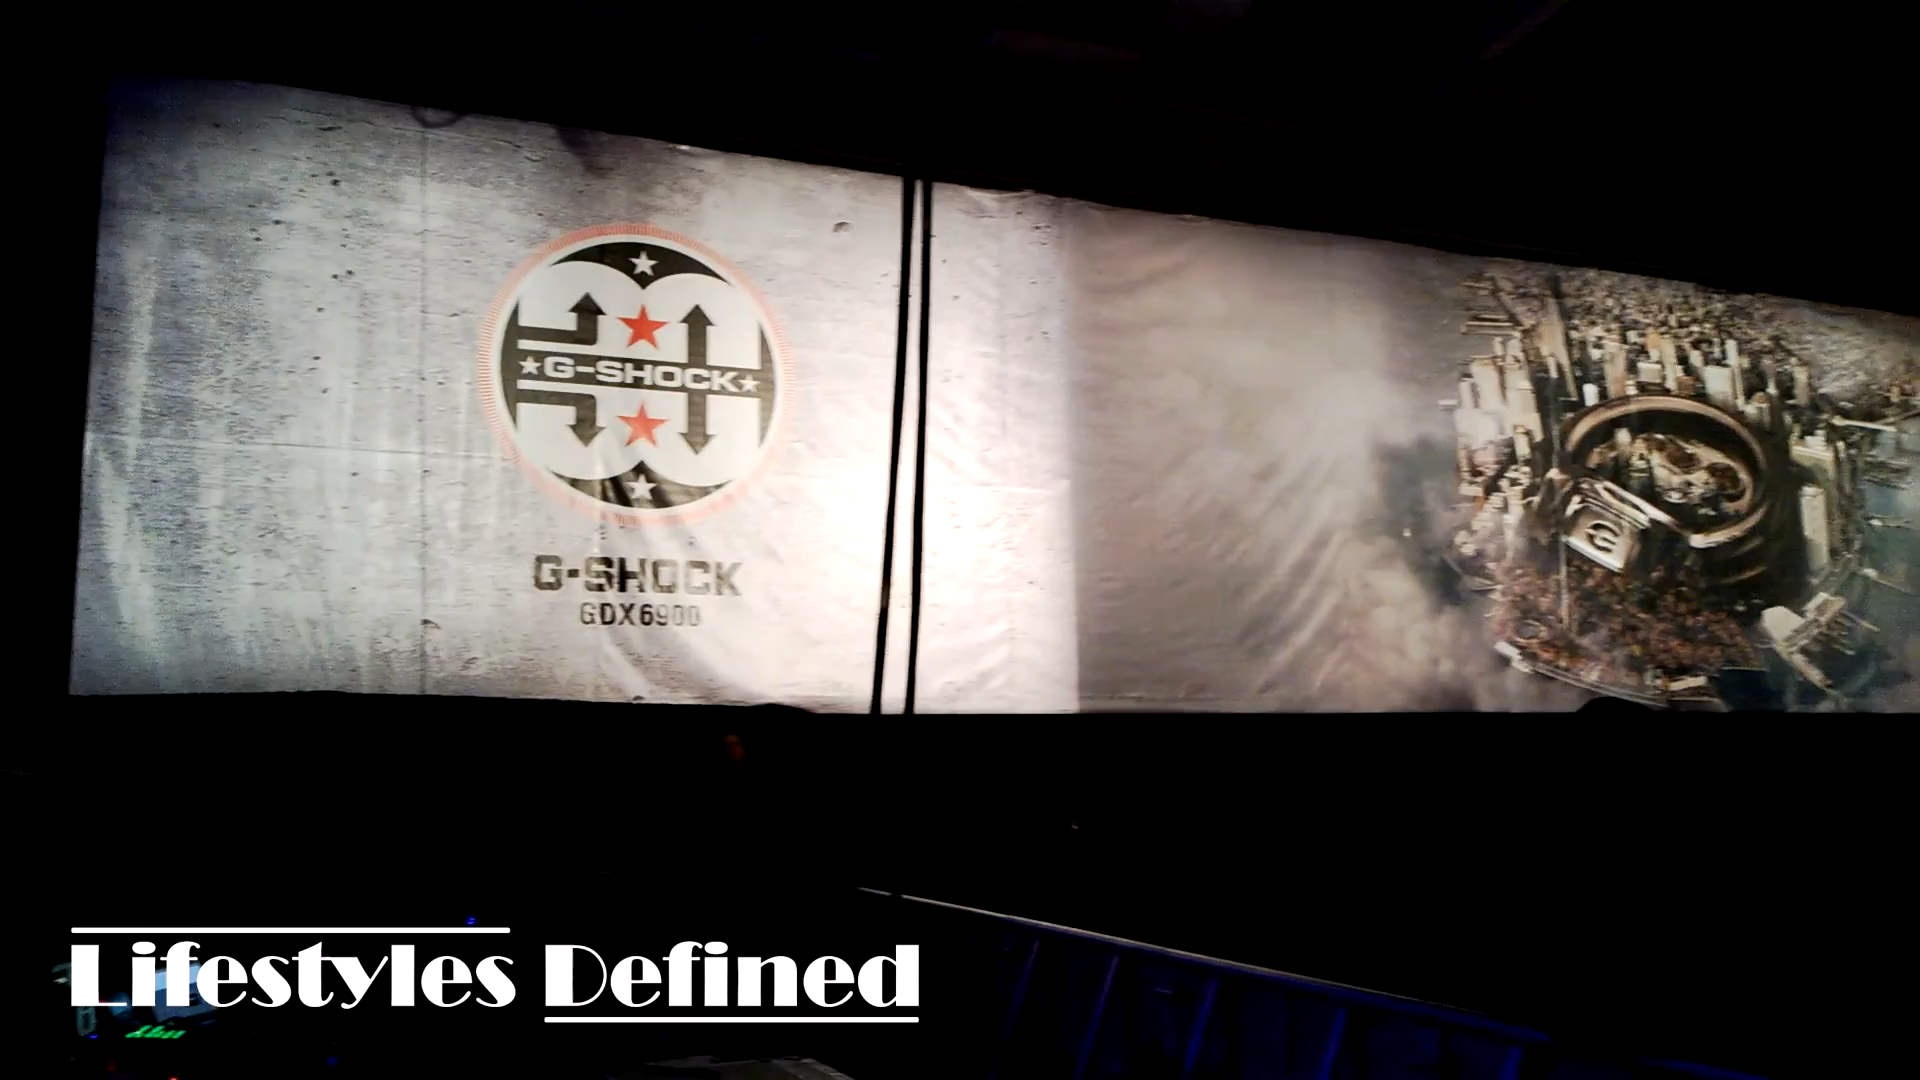 G-SHOCK
G-SHOCK
GDX6900
G
Lifestyles Defined